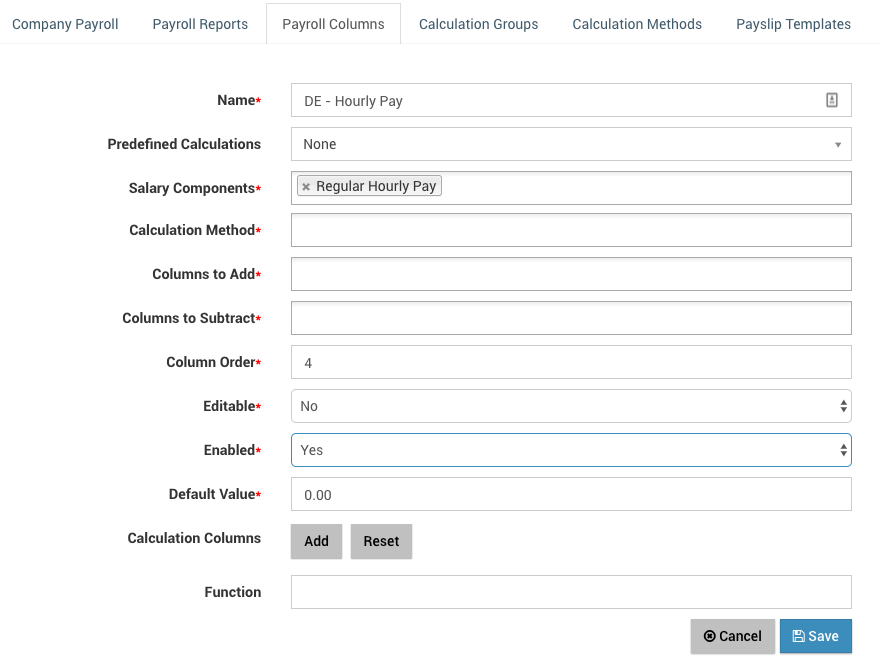 Company Payroll Payroll Reports Payroll Columns Calculation Groups Calculation Methods Payslip Templates
Name* DE - Hourly Pay
Predefined Calculations None
Salary Components* × Regular Hourly Pay
Calculation Method*
Columns to Add*
Columns to Subtract*
Column Order* 4
Editable* No
Enabled* Yes
Default Value* 0.00
Calculation Columns Add Reset
Function
Cancel Save